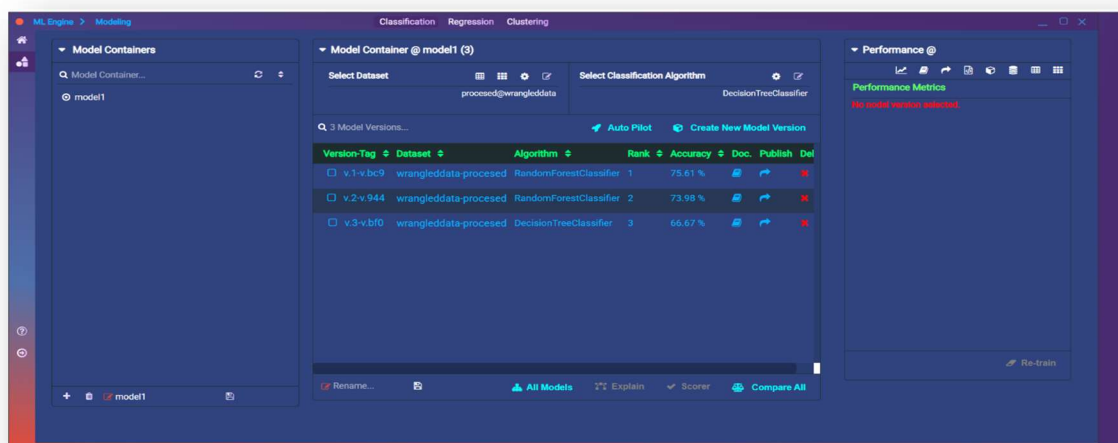 ML Engine > Modeling
Classification Regression Clustering
Model Containers
Model Container...
model1
model1
Model Container @ model1 (3)
Select Dataset
procesed@wrangleddata
Select Classification Algorithm
DecisionTreeClassifier
3 Model Versions...
Auto Pilot
Create New Model Version
Version-Tag Dataset Algorithm Rank Accuracy Doc. Publish Del
v.1-v.bc9 wrangleddata-procesed RandomForestClassifier 1 75.61 %
v.2-v.944 wrangleddata-procesed RandomForestClassifier 2 73.98 %
v.3-v.bf0 wrangleddata-procesed DecisionTreeClassifier 3 66.67 %
Rename...
All Models
Explain
Scorer
Compare All
Performance @
Performance Metrics
No model version selected.
Re-train